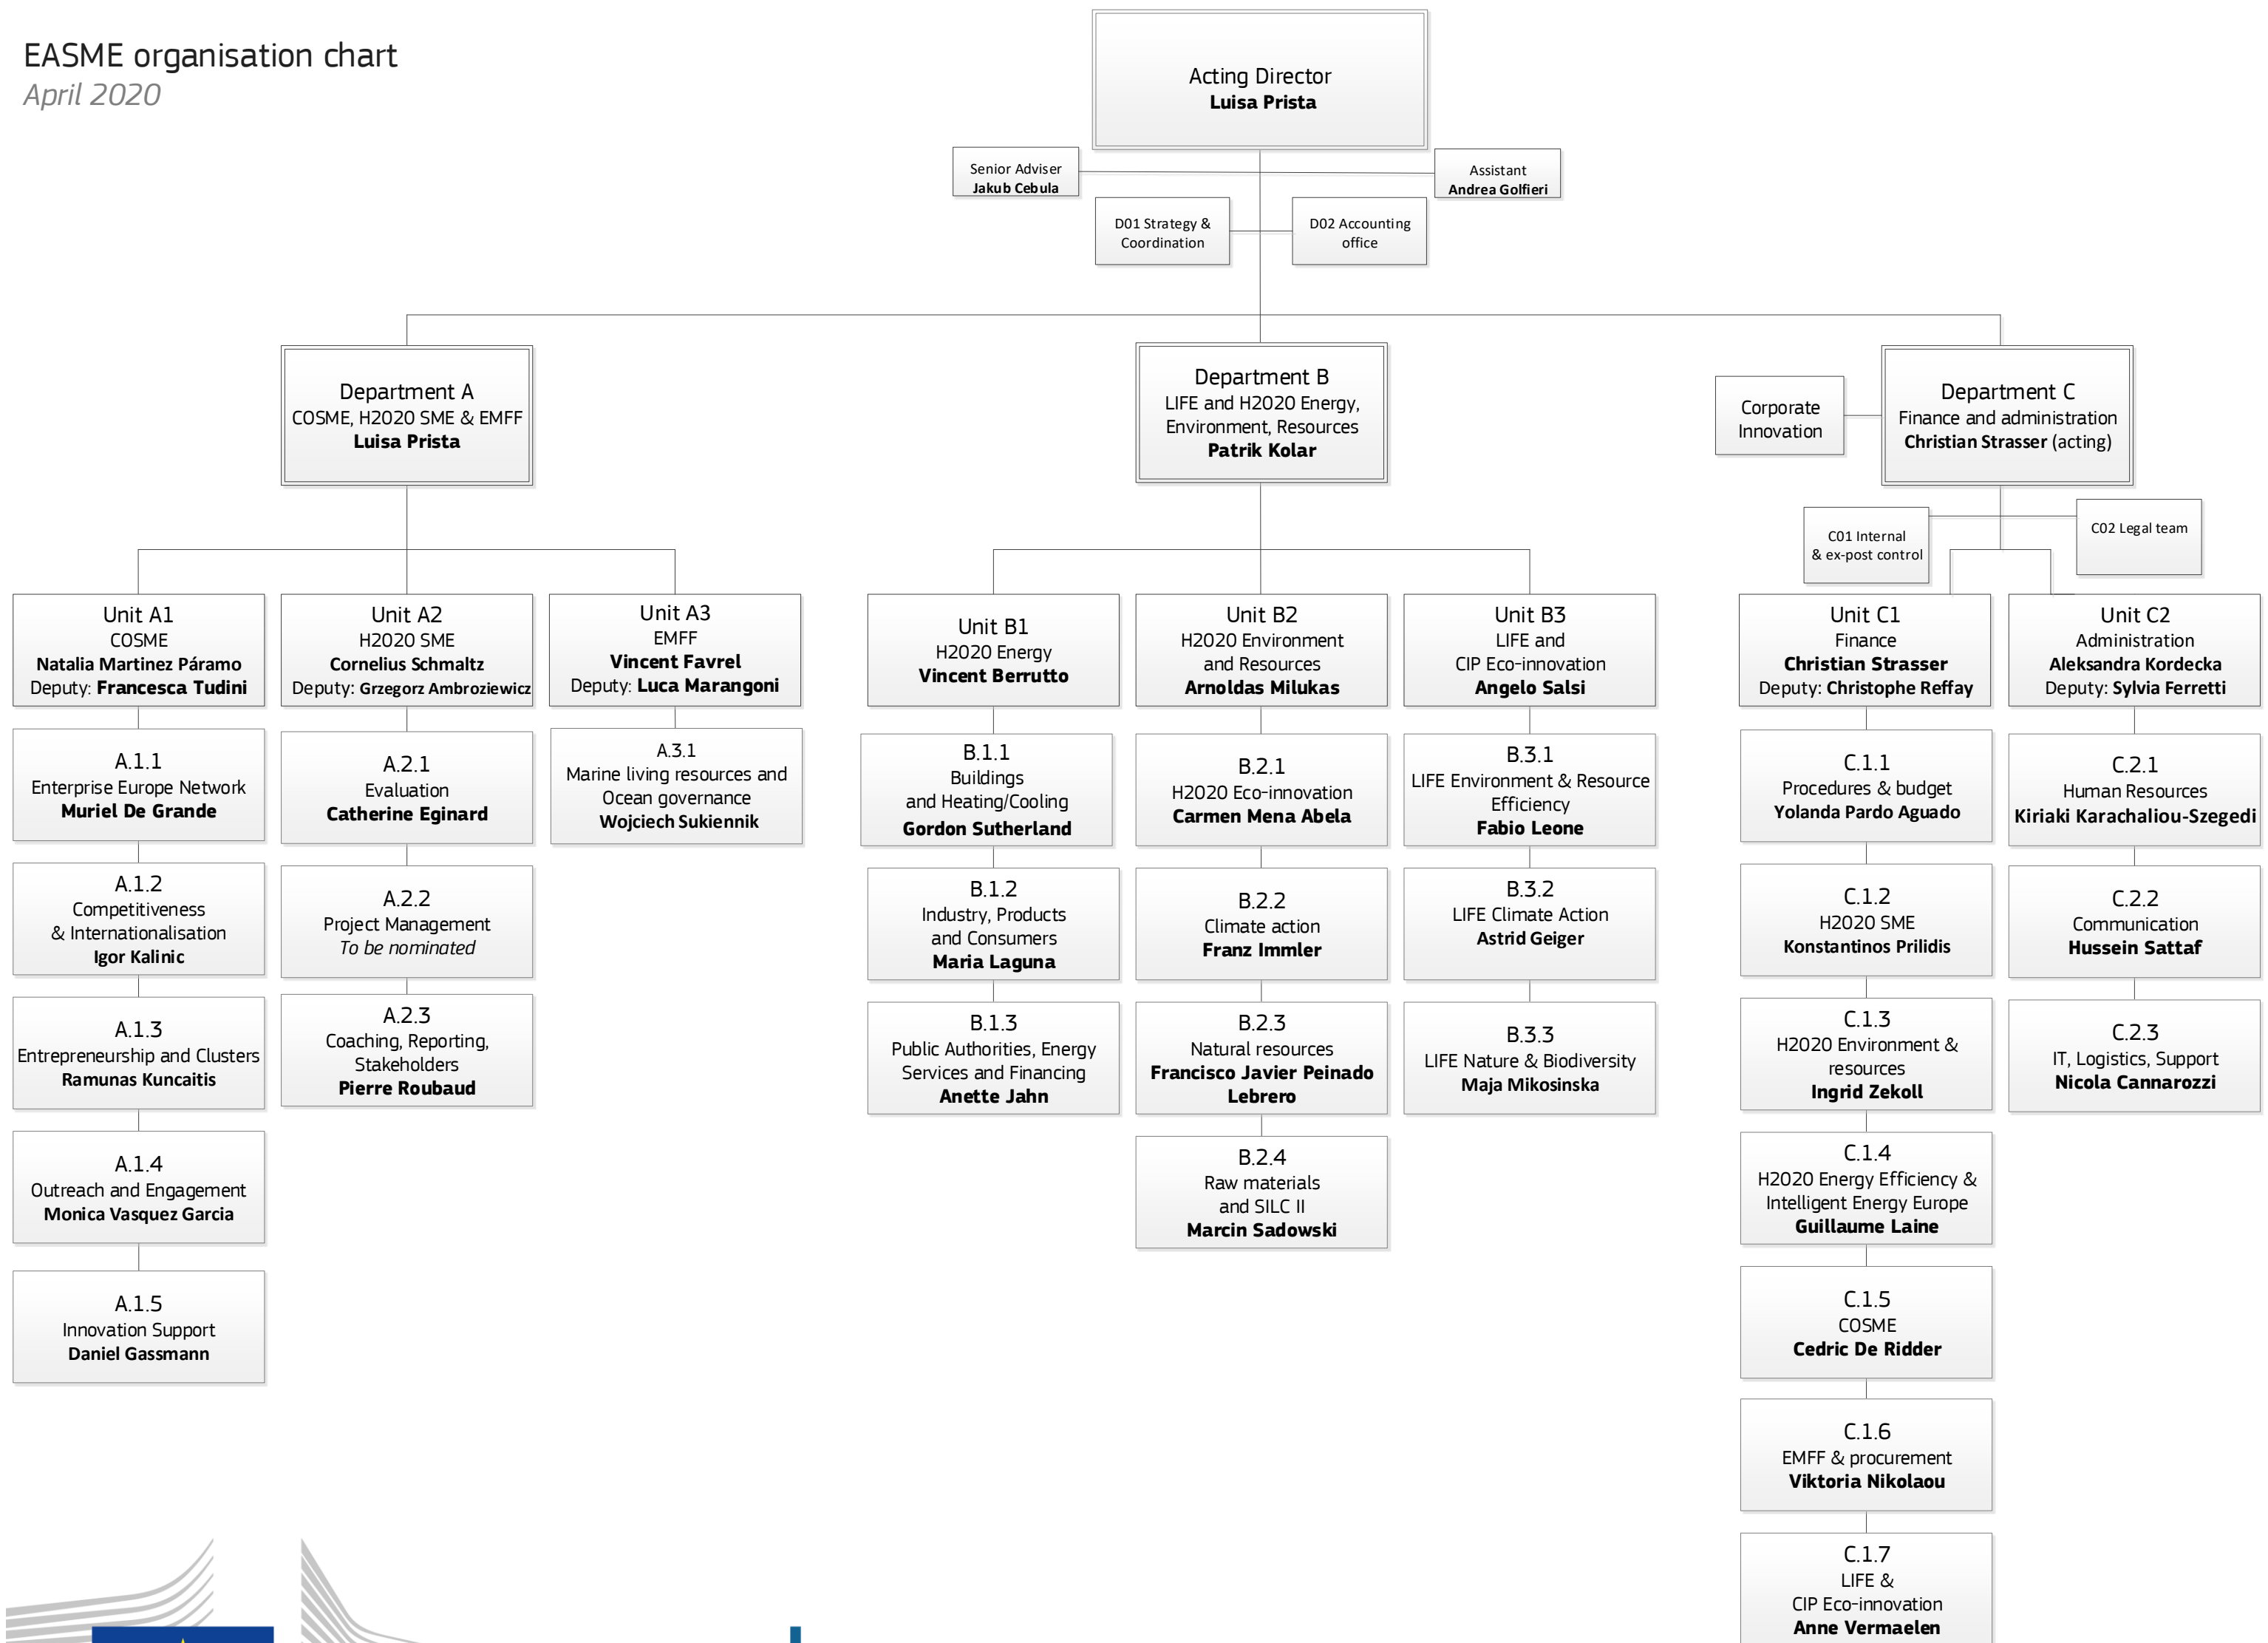 EASME organisation chart
April 2020
Acting Director
Luisa Prista
Senior Adviser
Jakub Cebula
Assistant
Andrea Golfieri
D01 Strategy &
Coordination
D02 Accounting
office
Department A
COSME, H2020 SME & EMFF
Luisa Prista
Department B
LIFE and H2020 Energy,
Environment, Resources
Patrik Kolar
Corporate
Innovation
Department C
Finance and administration
Christian Strasser (acting)
C01 Internal
& ex-post control
C02 Legal team
Unit A1
COSME
Natalia Martinez Páramo
Deputy: Francesca Tudini
A.1.1
Enterprise Europe Network
Muriel De Grande
A.1.2
Competitiveness
& Internationalisation
Igor Kalinic
A.1.3
Entrepreneurship and Clusters
Ramunas Kuncaitis
A.1.4
Outreach and Engagement
Monica Vasquez Garcia
A.1.5
Innovation Support
Daniel Gassmann
Unit A2
H2020 SME
Cornelius Schmaltz
Deputy: Grzegorz Ambroziewicz
A.2.1
Evaluation
Catherine Eginard
A.2.2
Project Management
To be nominated
A.2.3
Coaching, Reporting,
Stakeholders
Pierre Roubaud
Unit A3
EMFF
Vincent Favrel
Deputy: Luca Marangoni
A.3.1
Marine living resources and
Ocean governance
Wojciech Sukiennik
Unit B1
H2020 Energy
Vincent Berrutto
B.1.1
Buildings
and Heating/Cooling
Gordon Sutherland
B.1.2
Industry, Products
and Consumers
Maria Laguna
B.1.3
Public Authorities, Energy
Services and Financing
Anette Jahn
Unit B2
H2020 Environment
and Resources
Arnoldas Milukas
B.2.1
H2020 Eco-innovation
Carmen Mena Abela
B.2.2
Climate action
Franz Immler
B.2.3
Natural resources
Francisco Javier Peinado
Lebrero
B.2.4
Raw materials
and SILC II
Marcin Sadowski
Unit B3
LIFE and
CIP Eco-innovation
Angelo Salsi
B.3.1
LIFE Environment & Resource
Efficiency
Fabio Leone
B.3.2
LIFE Climate Action
Astrid Geiger
B.3.3
LIFE Nature & Biodiversity
Maja Mikosinska
Unit C1
Finance
Christian Strasser
Deputy: Christophe Reffay
C.1.1
Procedures & budget
Yolanda Pardo Aguado
C.1.2
H2020 SME
Konstantinos Prilidis
C.1.3
H2020 Environment &
resources
Ingrid Zekoll
C.1.4
H2020 Energy Efficiency &
Intelligent Energy Europe
Guillaume Laine
C.1.5
COSME
Cedric De Ridder
C.1.6
EMFF & procurement
Viktoria Nikolaou
C.1.7
LIFE &
CIP Eco-innovation
Anne Vermaelen
Unit C2
Administration
Aleksandra Kordecka
Deputy: Sylvia Ferretti
C.2.1
Human Resources
Kiriaki Karachaliou-Szegedi
C.2.2
Communication
Hussein Sattaf
C.2.3
IT, Logistics, Support
Nicola Cannarozzi